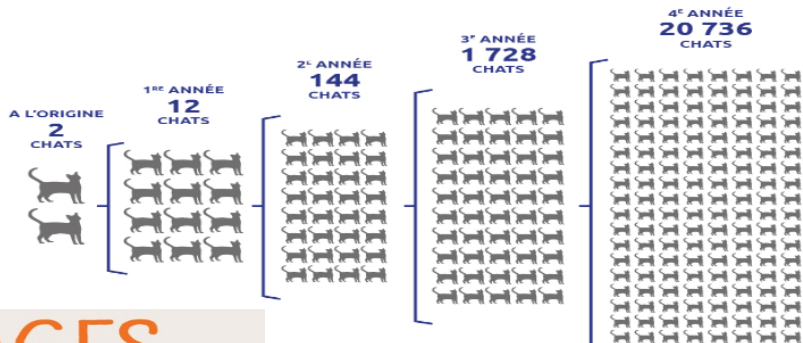 A L'ORIGINE
2
CHATS
1RE ANNÉE
12
CHATS
2E ANNÉE
144
CHATS
3E ANNÉE
1 728
CHATS
4E ANNÉE
20 736
CHATS